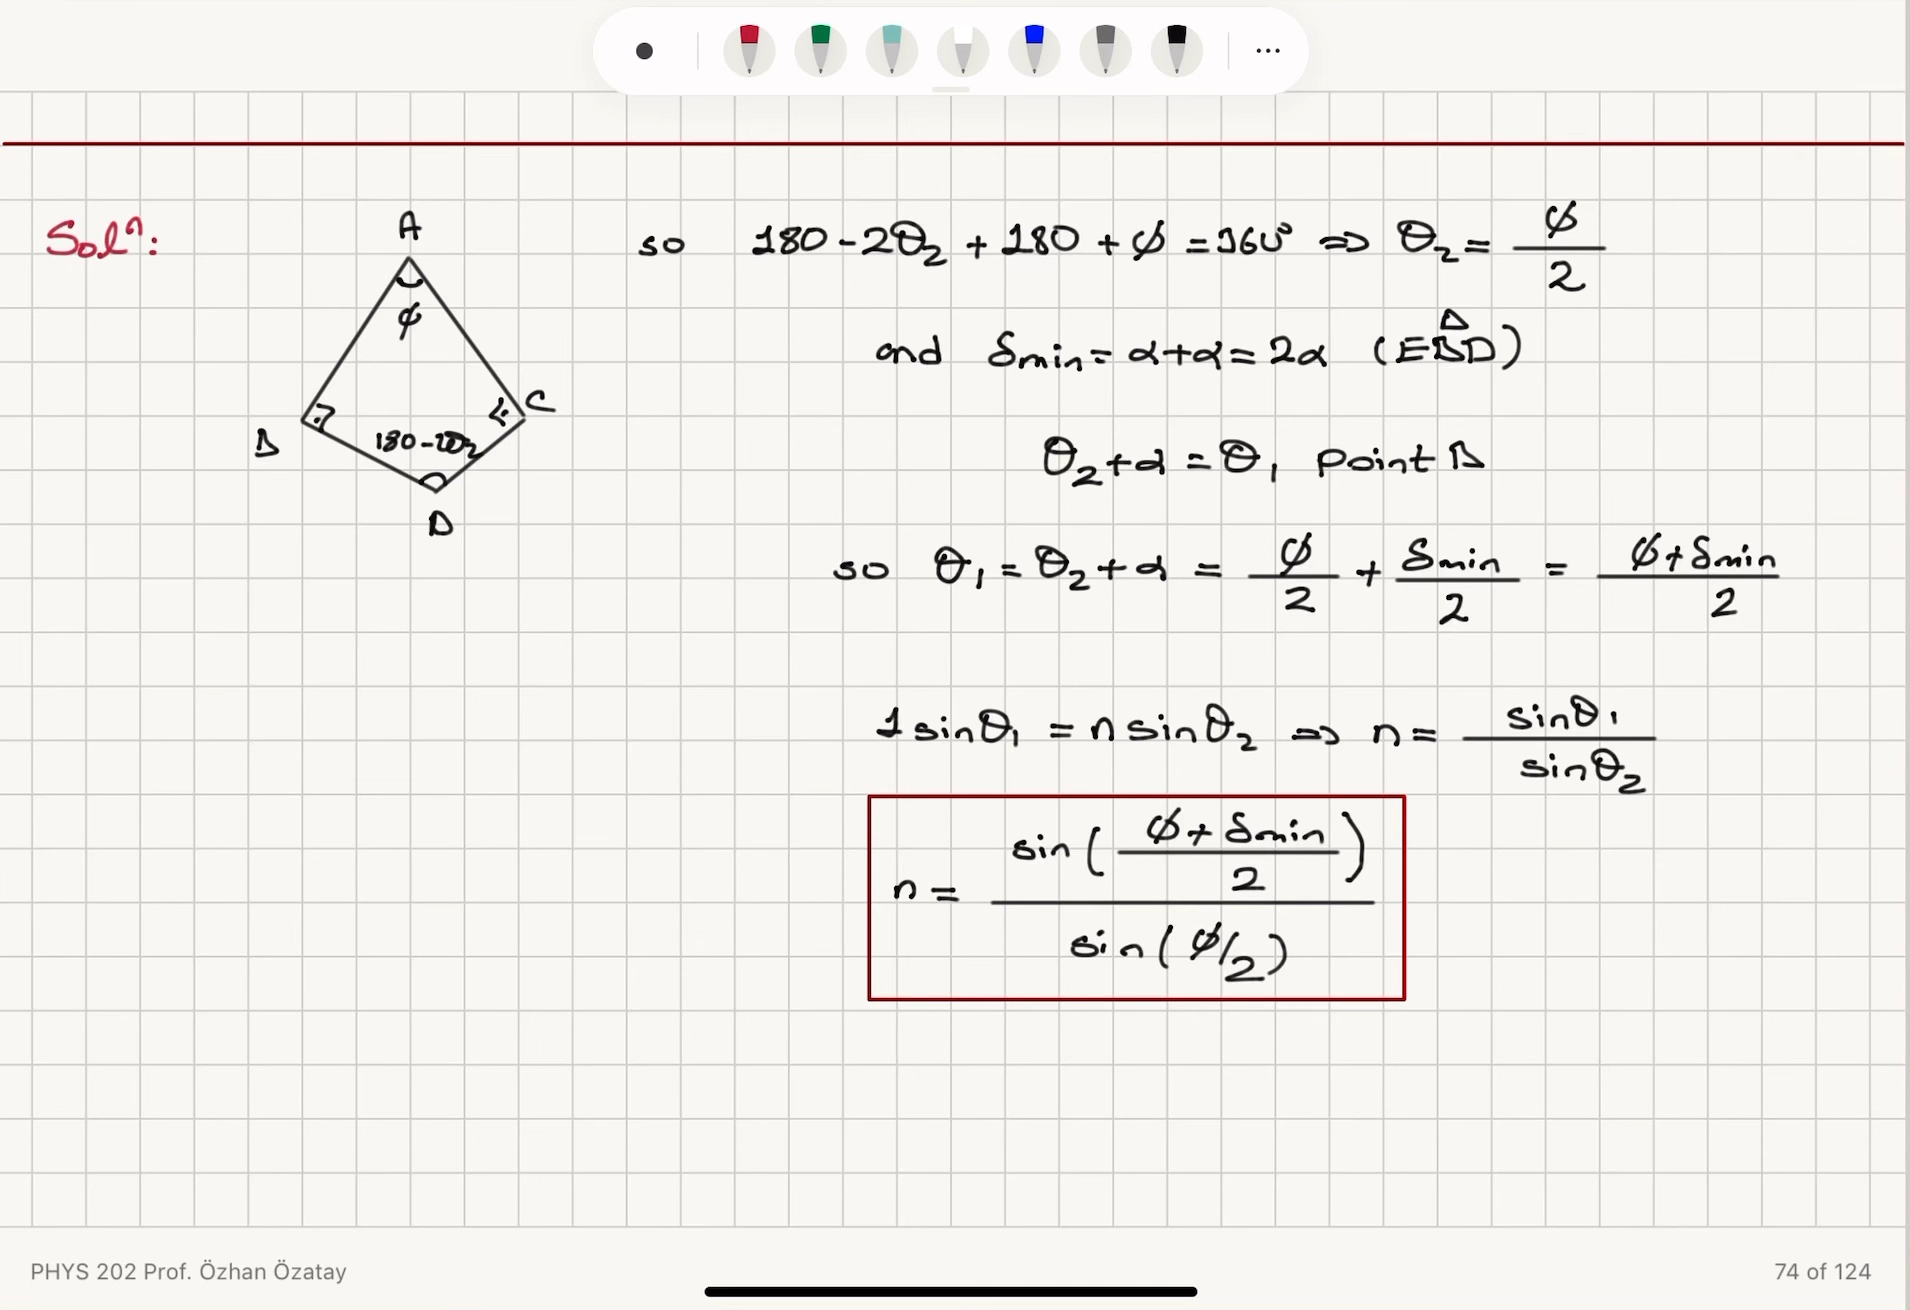 Solⁿ:
A
φ
B
C
180-2θ₂
D
so 180-2θ₂ + 180 + φ = 360° ⇒ θ₂ = φ/2
and δmin = α+α = 2α (EBD)
θ₂+α = θ₁ point B
so θ₁ = θ₂ + α = φ/2 + δmin/2 = φ+δmin/2
1 sinθ₁ = n sinθ₂ ⇒ n = sinθ₁/sinθ₂
n = sin(φ+δmin/2)/sin(φ/2)
PHYS 202 Prof. Özhan Özatay
74 of 124